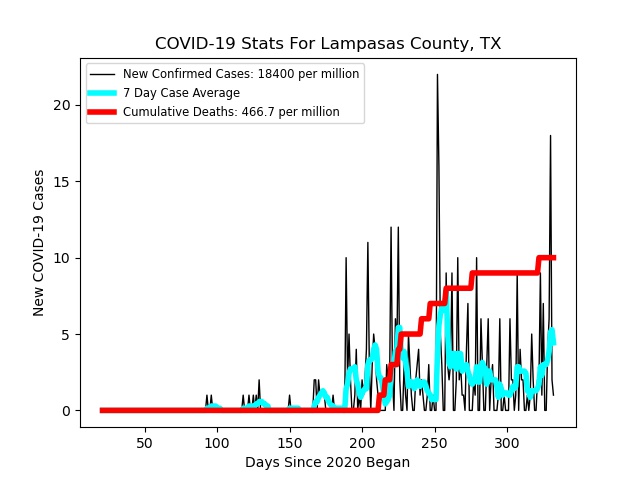 COVID-19 Stats For Lampasas County, TX
New Confirmed Cases: 18400 per million
7 Day Case Average
Cumulative Deaths: 466.7 per million
New COVID-19 Cases
20
15
10
5
0
50
100
150
200
250
300
Days Since 2020 Began